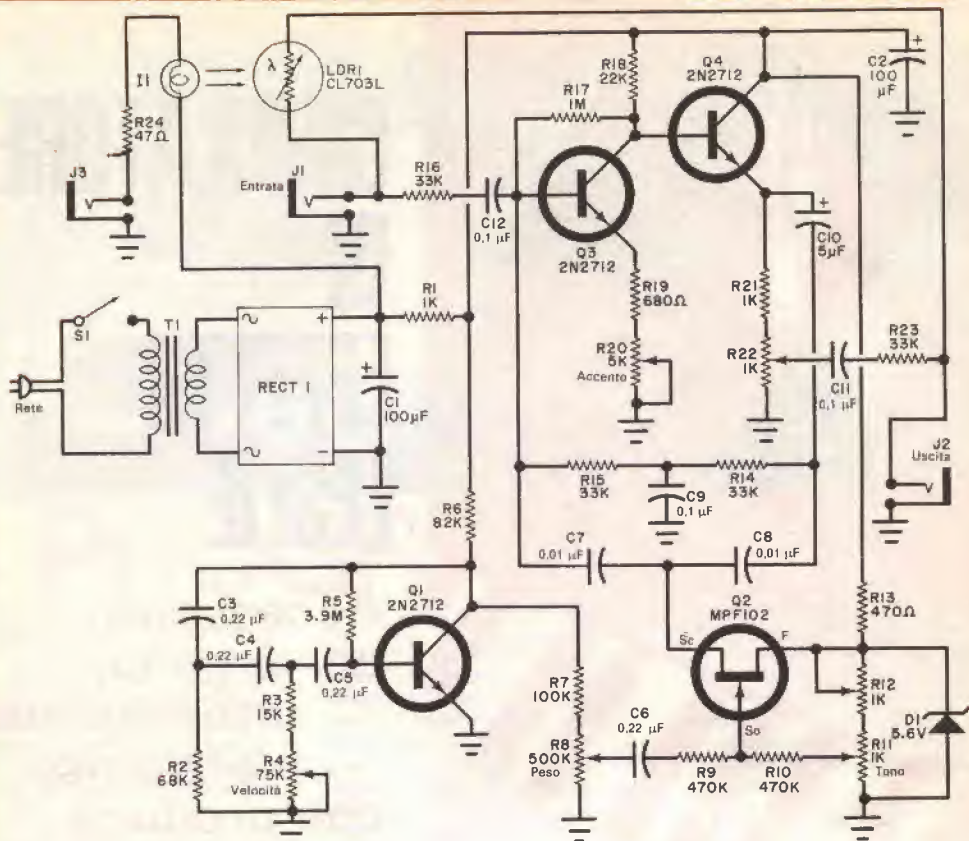 I1
λ
LDR1
CL703L
R24
47Ω
J3
V
J1
Entrata
V
R16
33K
C12
0,1 µF
R17
1M
R18
22K
Q4
2N2712
C2
100
µF
+
Q3
2N2712
R19
680Ω
R20
5K
Accento
+
C10
5µF
R21
1K
R22
1K
C11
0,1 µF
R23
33K
J2
Uscita
V
S1
T1
Rete
RECT 1
+
-
R1
1K
+
C1
100µF
R6
82K
R15
33K
R14
33K
C9
0,1 µF
C7
0,01 µF
C8
0,01 µF
Q2
MPF102
Sc
F
So
R13
470Ω
R12
1K
R11
1K
Tono
D1
5.6V
C3
0,22 µF
C4
0,22 µF
R5
3.9M
Q1
2N2712
C5
0,22 µF
R3
15K
R2
68K
R4
75K
Velocità
R7
100K
R8
500K
Peso
C6
0,22 µF
R9
470K
R10
470K